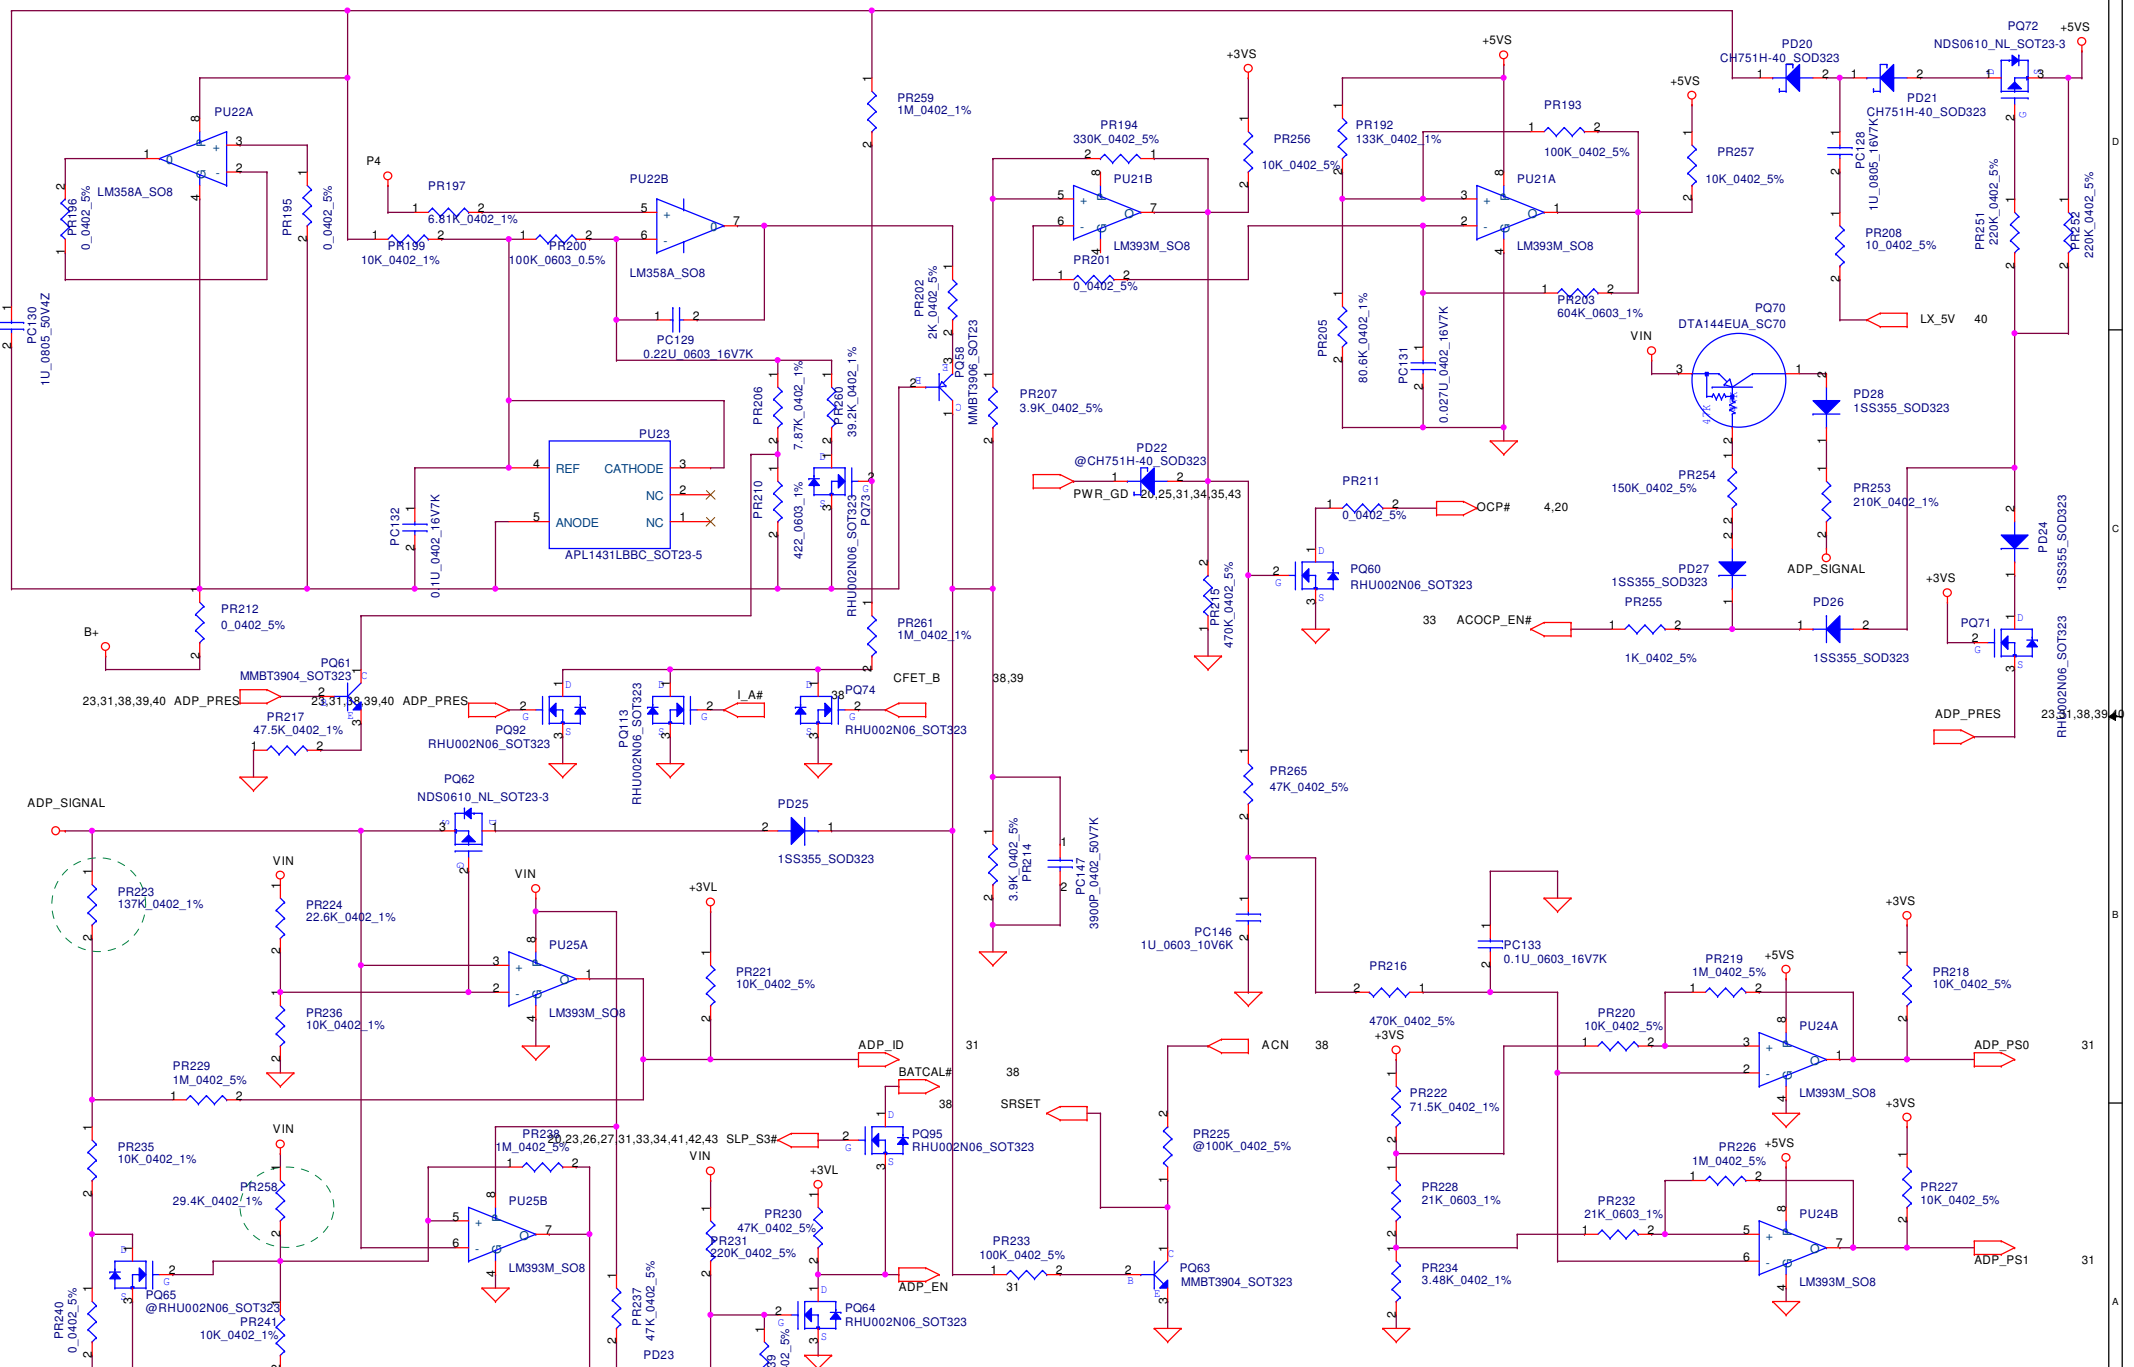 PU22A
LM358A_SO8
PR196
0_0402_5%
PR195
0_0402_5%
PC130
1U_0805_50V4Z
P4
PR197
6.81K_0402_1%
PR199
10K_0402_1%
PR200
100K_0603_0.5%
PU22B
LM358A_SO8
PC129
0.22U_0603_16V7K
PR259
1M_0402_1%
PR202
2K_0402_5%
PQ58
MMBT3906_SOT23
PR206
7.87K_0402_1%
PR260
39.2K_0402_1%
PR210
422_0603_1%
PQ73
RHU002N06_SOT323
PU23
REF
CATHODE
NC
NC
ANODE
APL1431LBBC_SOT23-5
PC132
0.1U_0402_16V7K
PR212
0_0402_5%
B+
PR207
3.9K_0402_5%
PR194
330K_0402_5%
PU21B
LM393M_SO8
PR201
0_0402_5%
+3VS
PR256
10K_0402_5%
+5VS
PR192
133K_0402_1%
PR193
100K_0402_5%
PU21A
LM393M_SO8
+5VS
PR257
10K_0402_5%
PR203
604K_0603_1%
PR205
80.6K_0402_1%
PC131
0.027U_0402_16V7K
PD20
CH751H-40_SOD323
PD21
CH751H-40_SOD323
PQ72
NDS0610_NL_SOT23-3
+5VS
PC128
1U_0805_16V7K
PR208
10_0402_5%
LX_5V 40
PR251
220K_0402_5%
PR252
220K_0402_5%
PQ70
DTA144EUA_SC70
VIN
PD28
1SS355_SOD323
PR254
150K_0402_5%
PR253
210K_0402_1%
PD27
1SS355_SOD323
ADP_SIGNAL
33 ACOCP_EN#
PR255
1K_0402_5%
PD26
1SS355_SOD323
PD24
1SS355_SOD323
+3VS
PQ71
RHU002N06_SOT323
ADP_PRES 23,31,38,39,40
PD22
@CH751H-40_SOD323
PWR_GD 20,25,31,34,35,43
PR211
0_0402_5%
OCP# 4,20
PQ60
RHU002N06_SOT323
PR215
470K_0402_5%
PR261
1M_0402_1%
PQ61
MMBT3904_SOT323
23,31,38,39,40 ADP_PRES
PR217
47.5K_0402_1%
23,31,38,39,40 ADP_PRES
PQ92
RHU002N06_SOT323
PQ113
RHU002N06_SOT323
I_A# 38
PQ74
RHU002N06_SOT323
CFET_B 38,39
PQ62
NDS0610_NL_SOT23-3
PD25
1SS355_SOD323
ADP_SIGNAL
PR223
137K_0402_1%
VIN
PR224
22.6K_0402_1%
PR236
10K_0402_1%
VIN
PU25A
LM393M_SO8
+3VL
PR221
10K_0402_5%
ADP_ID 31
PR229
1M_0402_5%
PR235
10K_0402_1%
VIN
PR258
29.4K_0402_1%
PQ65
@RHU002N06_SOT323
PR240
0_0402_5%
PR241
10K_0402_1%
PR238
1M_0402_5%
PU25B
LM393M_SO8
PR237
47K_0402_5%
PD23
20,23,26,27,31,33,34,41,42,43 SLP_S3#
BATCAL# 38
PQ95
RHU002N06_SOT323
VIN
PR231
220K_0402_5%
+3VL
PR230
47K_0402_5%
ADP_EN 31
PQ64
RHU002N06_SOT323
PR214
3.9K_0402_5%
PC147
3900P_0402_50V7K
PR265
47K_0402_5%
PC146
1U_0603_10V6K
ACN 38
38 SRSET
PR225
@100K_0402_5%
PR233
100K_0402_5%
PQ63
MMBT3904_SOT323
PR216
470K_0402_5%
PC133
0.1U_0603_16V7K
+3VS
PR222
71.5K_0402_1%
PR228
21K_0603_1%
PR234
3.48K_0402_1%
PR219
1M_0402_5%
PR220
10K_0402_5%
+5VS
PU24A
LM393M_SO8
+3VS
PR218
10K_0402_5%
ADP_PS0 31
PR226
1M_0402_5%
PR232
21K_0603_1%
+5VS
PU24B
LM393M_SO8
+3VS
PR227
10K_0402_5%
ADP_PS1 31
D
C
B
A